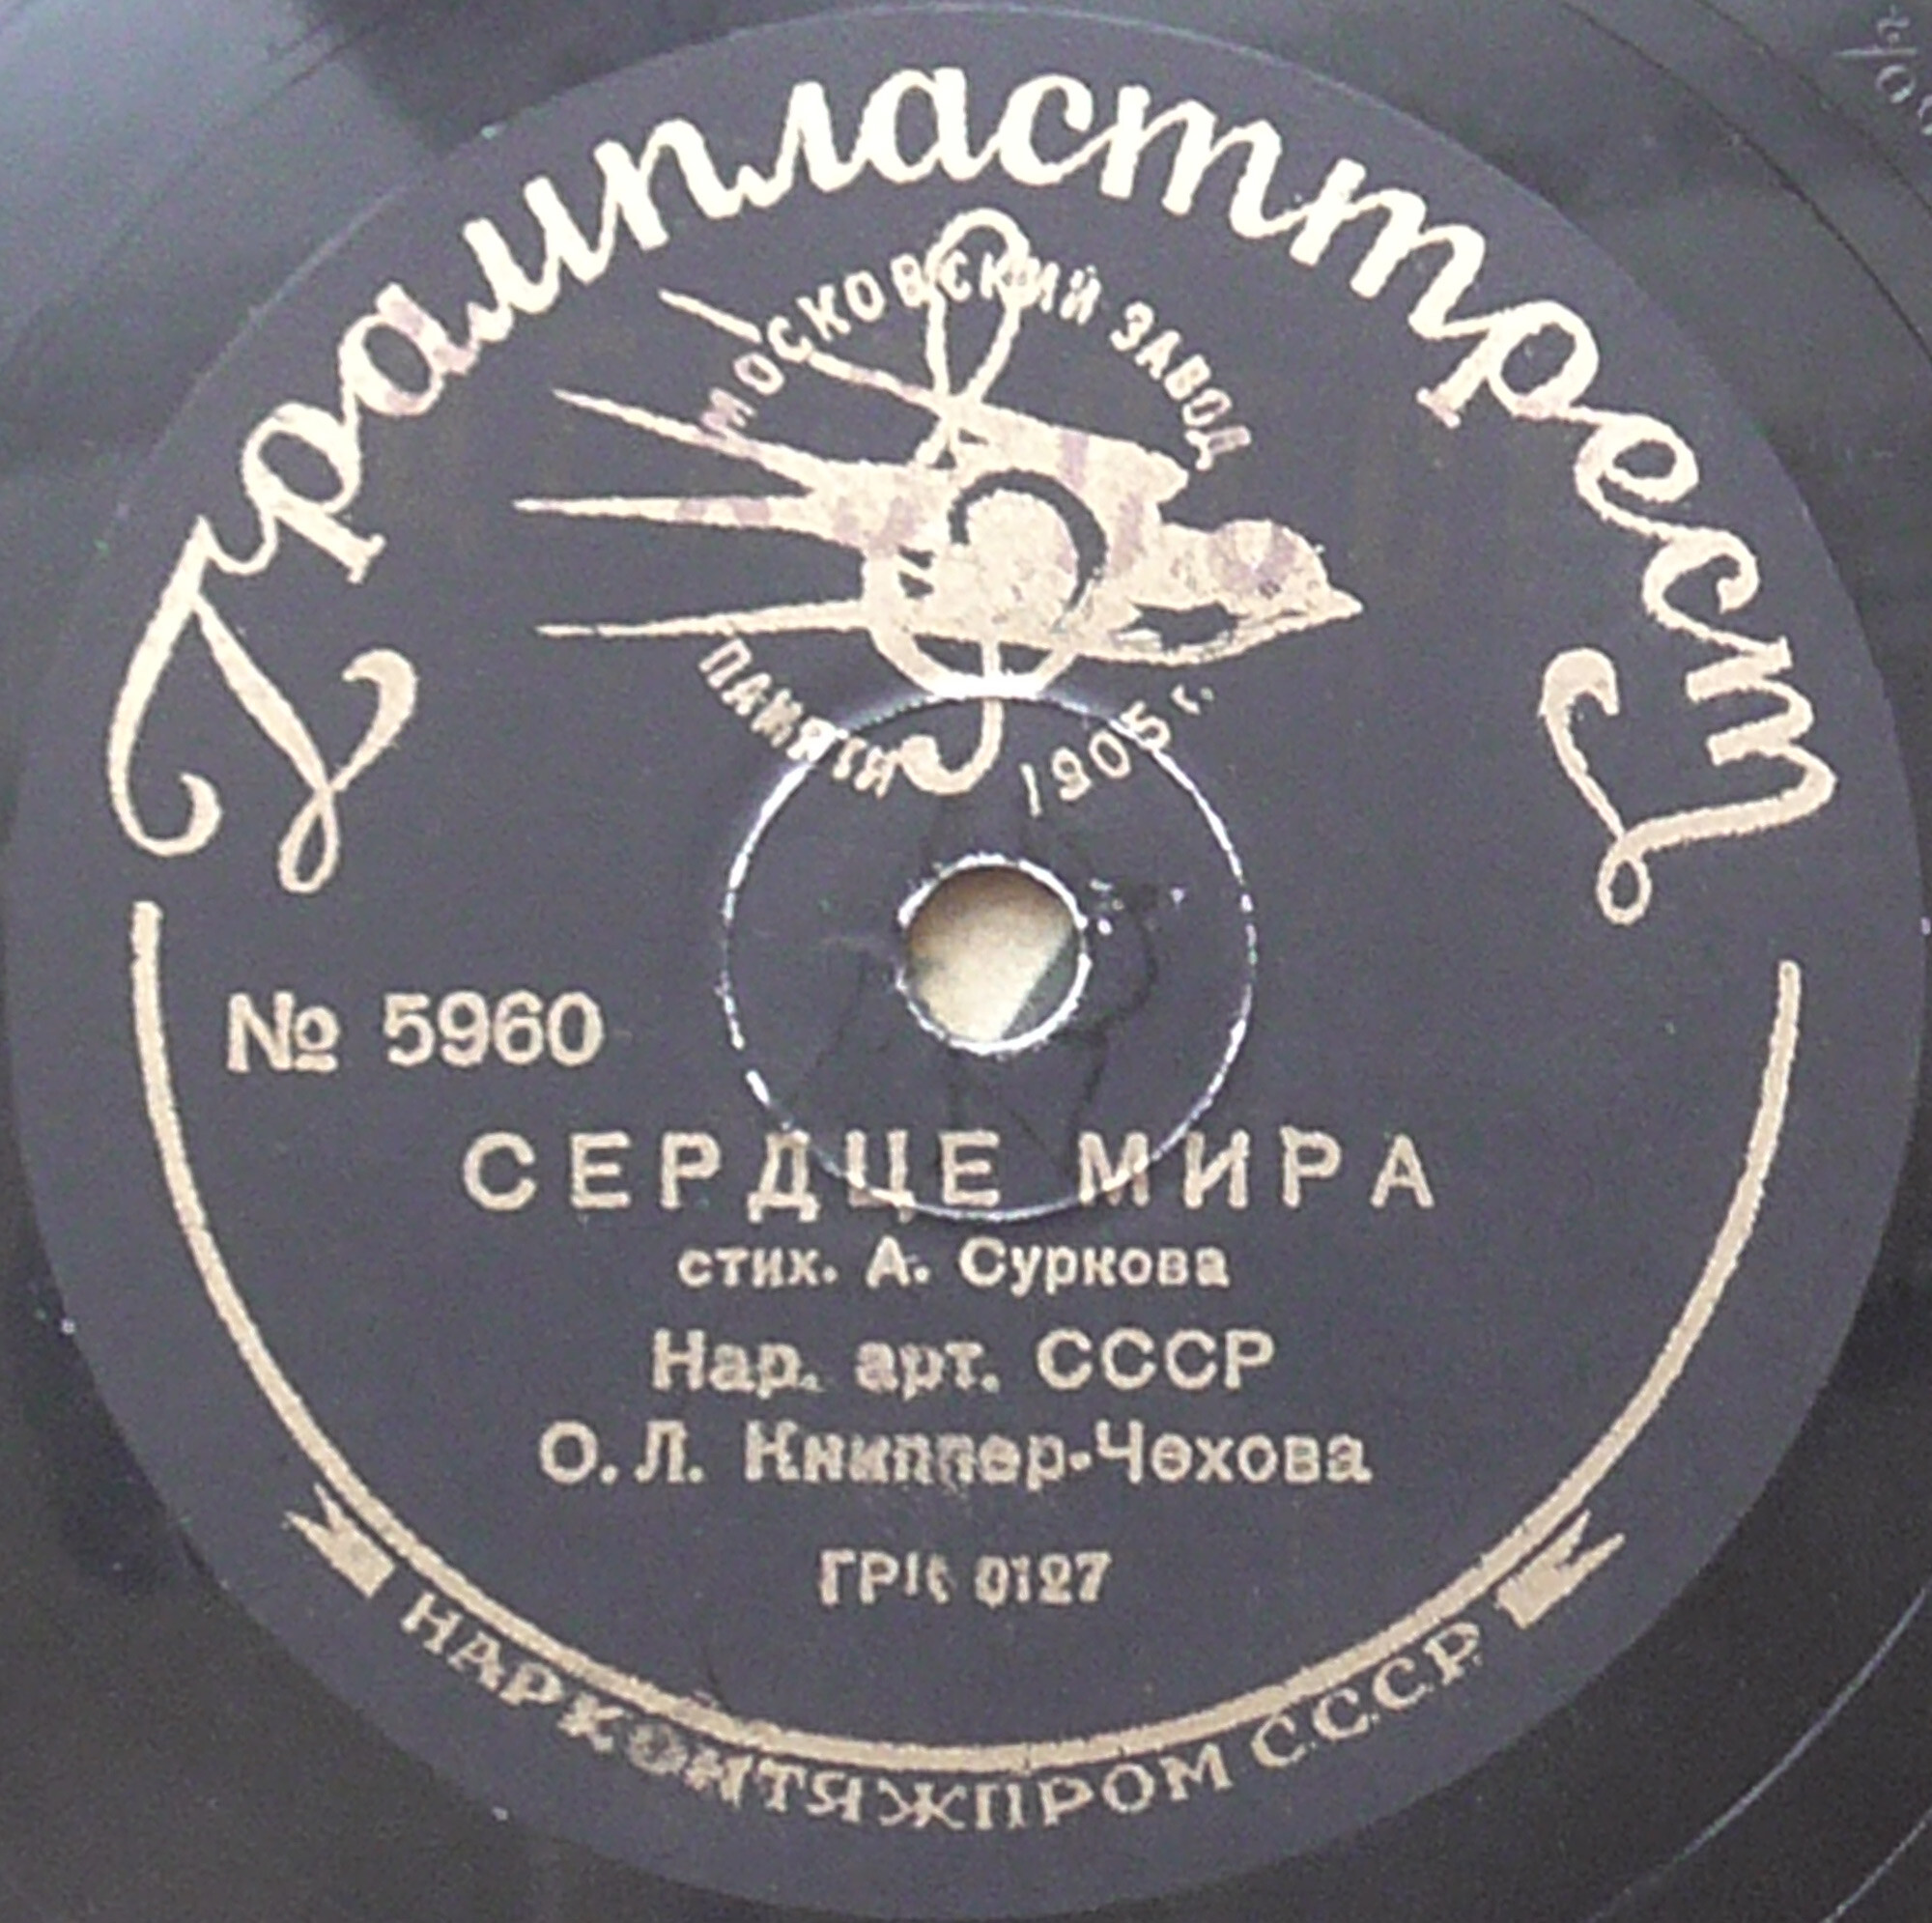 Грампласттрест
МОСКОВСКИЙ ЗАВОД
ПАМЯТИ 1905 г.
№ 5960
СЕРДЦЕ МИРА
стих. А. Суркова
Нар. арт. СССР
О. Л. Книппер-Чехова
ГРК 0127
НАРКОМТЯЖПРОМ СССР